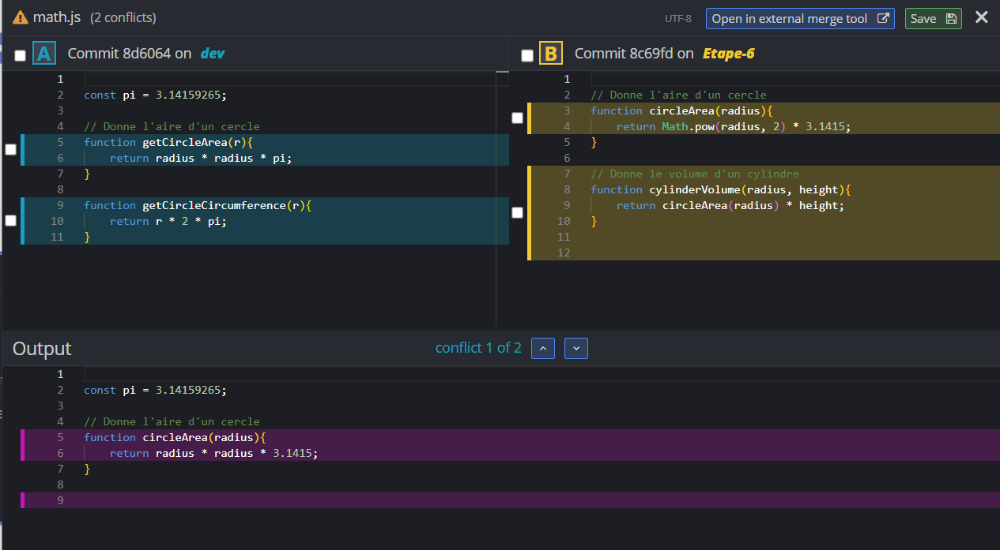 math.js (2 conflicts)
UTF-8
Open in external merge tool
Save
A Commit 8d6064 on dev
1
2 const pi = 3.14159265;
3
4 // Donne l'aire d'un cercle
5 function getCircleArea(r){
6 return radius * radius * pi;
7 }
8
9 function getCircleCircumference(r){
10 return r * 2 * pi;
11 }
B Commit 8c69fd on Etape-6
1
2 // Donne l'aire d'un cercle
3 function circleArea(radius){
4 return Math.pow(radius, 2) * 3.1415;
5 }
6
7 // Donne le volume d'un cylindre
8 function cylinderVolume(radius, height){
9 return circleArea(radius) * height;
10 }
11
12
Output
conflict 1 of 2
1
2 const pi = 3.14159265;
3
4 // Donne l'aire d'un cercle
5 function circleArea(radius){
6 return radius * radius * 3.1415;
7 }
8
9